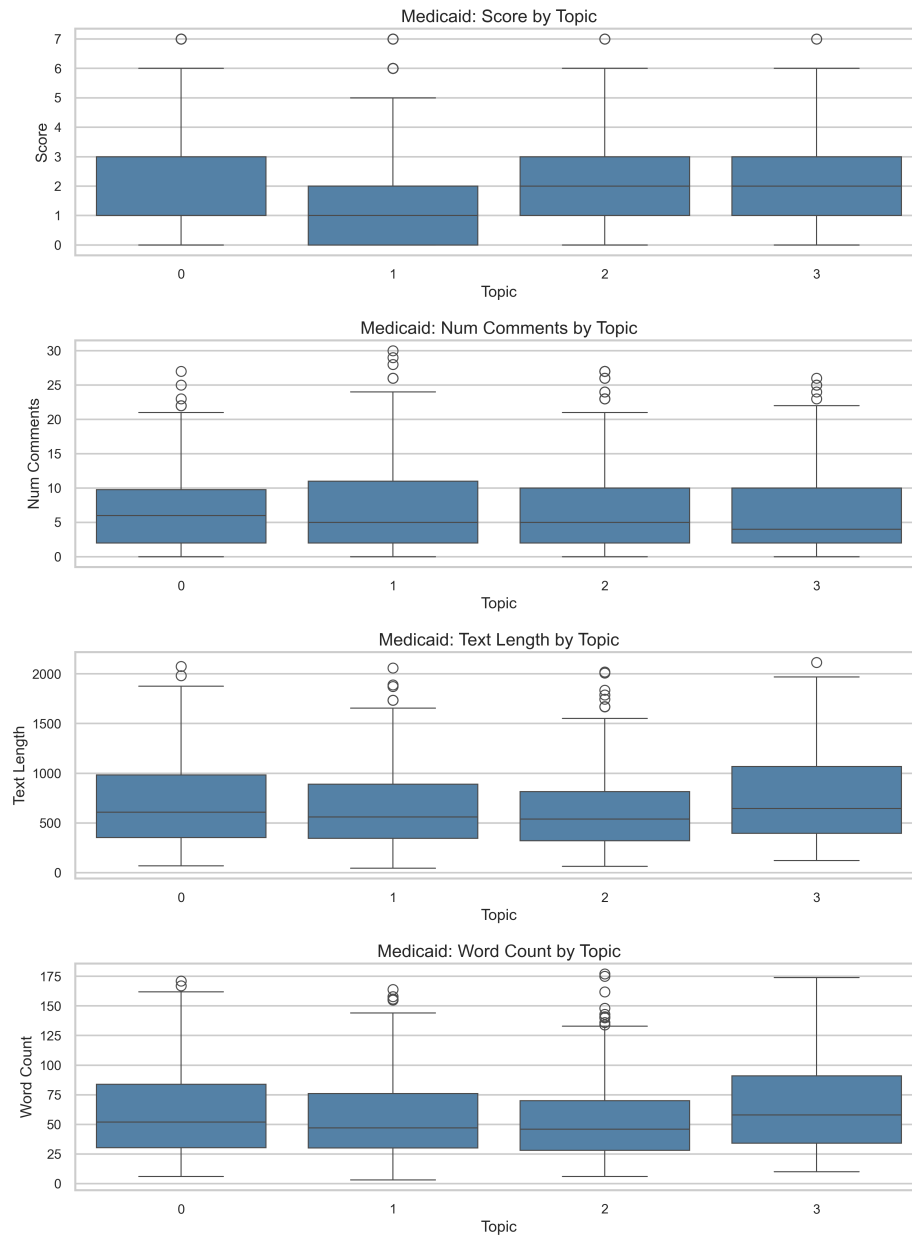 Medicaid: Score by Topic
7
6
5
4
3
2
1
0
Score
0 1 2 3
Topic
Medicaid: Num Comments by Topic
30
25
20
15
10
5
0
Num Comments
0 1 2 3
Topic
Medicaid: Text Length by Topic
2000
1500
1000
500
0
Text Length
0 1 2 3
Topic
Medicaid: Word Count by Topic
175
150
125
100
75
50
25
0
Word Count
0 1 2 3
Topic